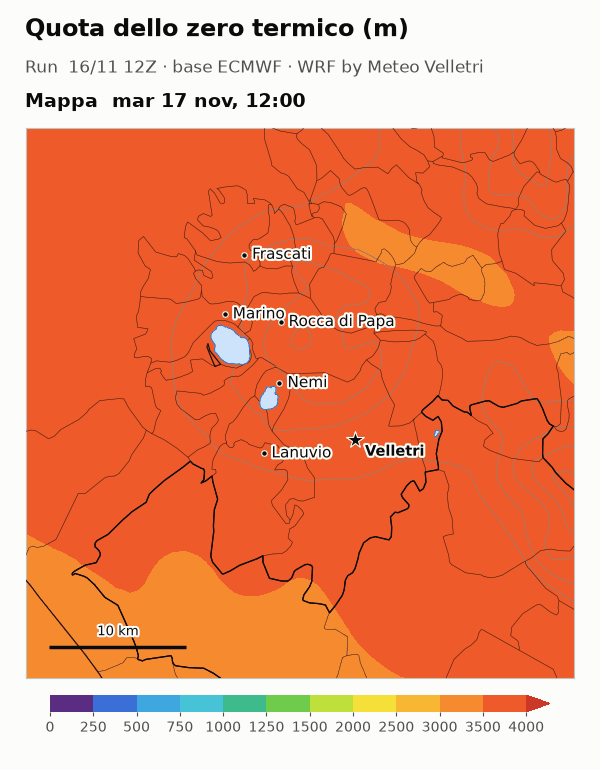 Quota dello zero termico (m)
Run  16/11 12Z · base ECMWF · WRF by Meteo Velletri
Mappa  mar 17 nov, 12:00
Frascati
Marino
Rocca di Papa
Nemi
Velletri
Lanuvio
10 km
0 250 500 750 1000 1250 1500 2000 2500 3000 3500 4000